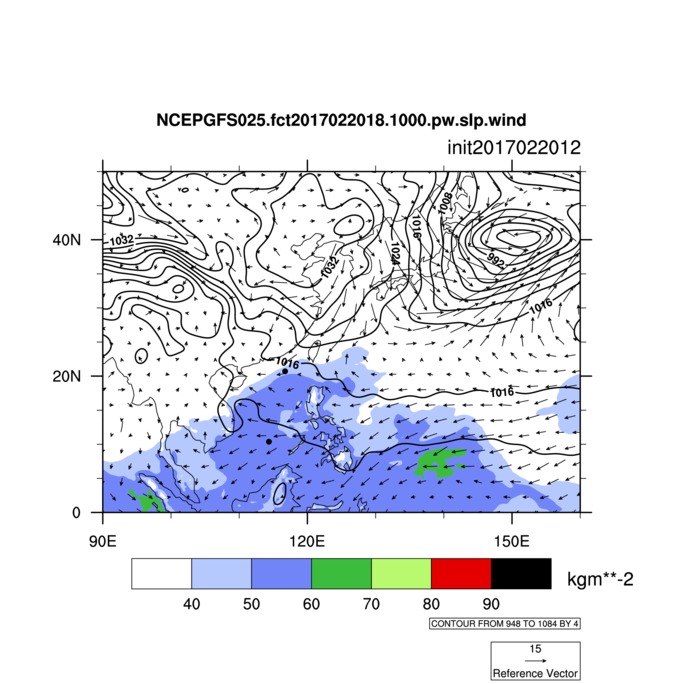 NCEPGFS025.fct2017022018.1000.pw.slp.wind
init2017022012
1008
1016
40N
1032
1024
1032
992
1016
1016
20N
1016
0
90E 120E 150E
40 50 60 70 80 90
kgm**-2
CONTOUR FROM 948 TO 1084 BY 4
15
Reference Vector